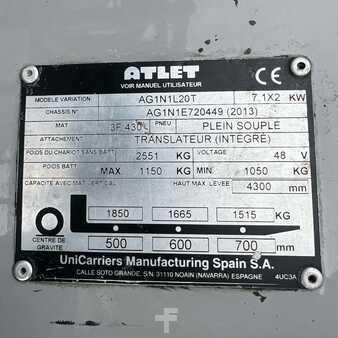 ATLET
VOIR MANUEL UTILISATEUR
CE
MODELE VARIATION AG1N1L20T 7.1X2 KW
CHASSIS N° AG1N1E720449 (2013)
MAT 3F 430 PNEU PLEIN SOUPLE
ATTACHEMENT TRANSLATEUR (INTÉGRÉ)
POIDS DU CHARIOT SANS BATT 2551 KG VOLTAGE 48 V
POIDS BATT MAX 1150 KG MIN. 1050 KG
CAPACITE AVEC MAT VERTICAL HAUT MAX. LEVEE 4300 mm
1850 1665 1515 KG
CENTRE DE GRAVITE 500 600 700 mm
UniCarriers Manufacturing Spain S.A.
CALLE SOTO GRANDE, S/N 31110 NOAIN (NAVARRA) ESPAGNE 4UC3A